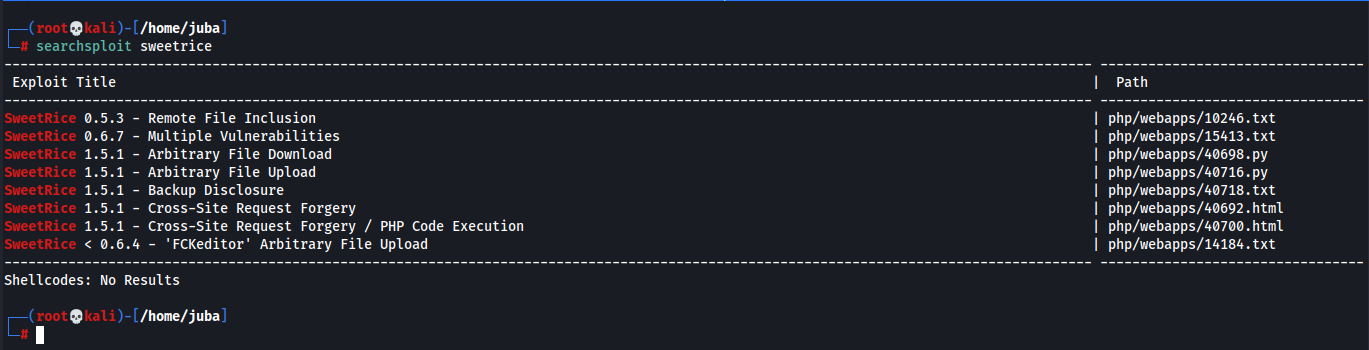 ┌──(root💀kali)-[/home/juba]
└─# searchsploit sweetrice
---------------------------------------------------------------------------------------------------------------------------------------- ---------------------------------
 Exploit Title | Path
---------------------------------------------------------------------------------------------------------------------------------------- ---------------------------------
SweetRice 0.5.3 - Remote File Inclusion | php/webapps/10246.txt
SweetRice 0.6.7 - Multiple Vulnerabilities | php/webapps/15413.txt
SweetRice 1.5.1 - Arbitrary File Download | php/webapps/40698.py
SweetRice 1.5.1 - Arbitrary File Upload | php/webapps/40716.py
SweetRice 1.5.1 - Backup Disclosure | php/webapps/40718.txt
SweetRice 1.5.1 - Cross-Site Request Forgery | php/webapps/40692.html
SweetRice 1.5.1 - Cross-Site Request Forgery / PHP Code Execution | php/webapps/40700.html
SweetRice < 0.6.4 - 'FCKeditor' Arbitrary File Upload | php/webapps/14184.txt
---------------------------------------------------------------------------------------------------------------------------------------- ---------------------------------
Shellcodes: No Results
┌──(root💀kali)-[/home/juba]
└─#